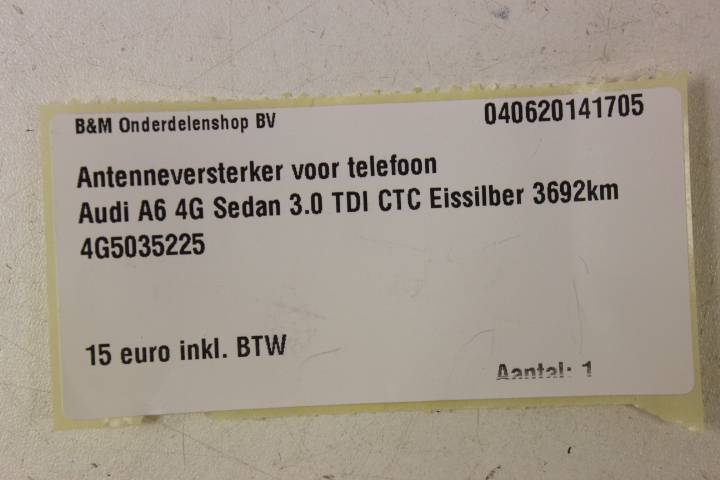 B&M Onderdelenshop BV 040620141705
Antenneversterker voor telefoon
Audi A6 4G Sedan 3.0 TDI CTC Eissilber 3692km
4G5035225
15 euro inkl. BTW
Aantal: 1